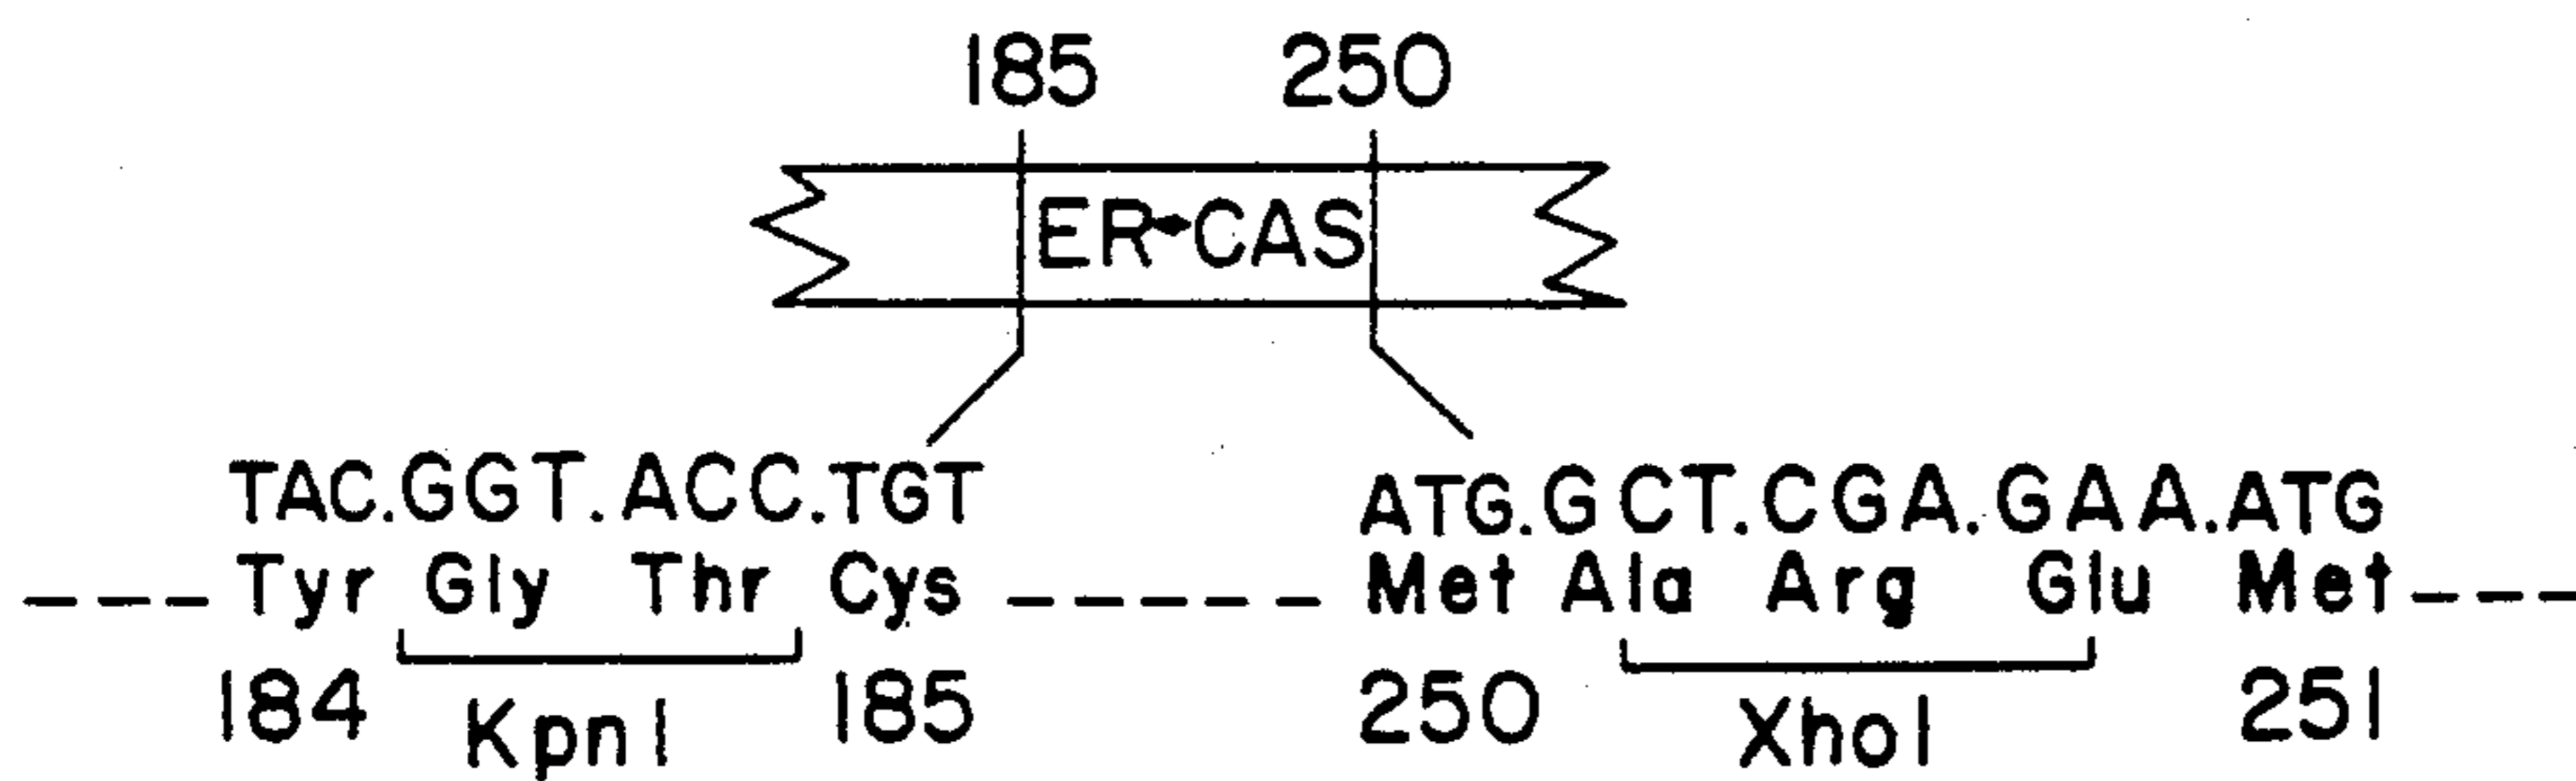 185 250
ER-CAS
TAC.GGT.ACC.TGT ATG.GCT.CGA.GAA.ATG
---Tyr Gly Thr Cys ----- Met Ala Arg Glu Met---
184 KpnI 185 250 XhoI 251